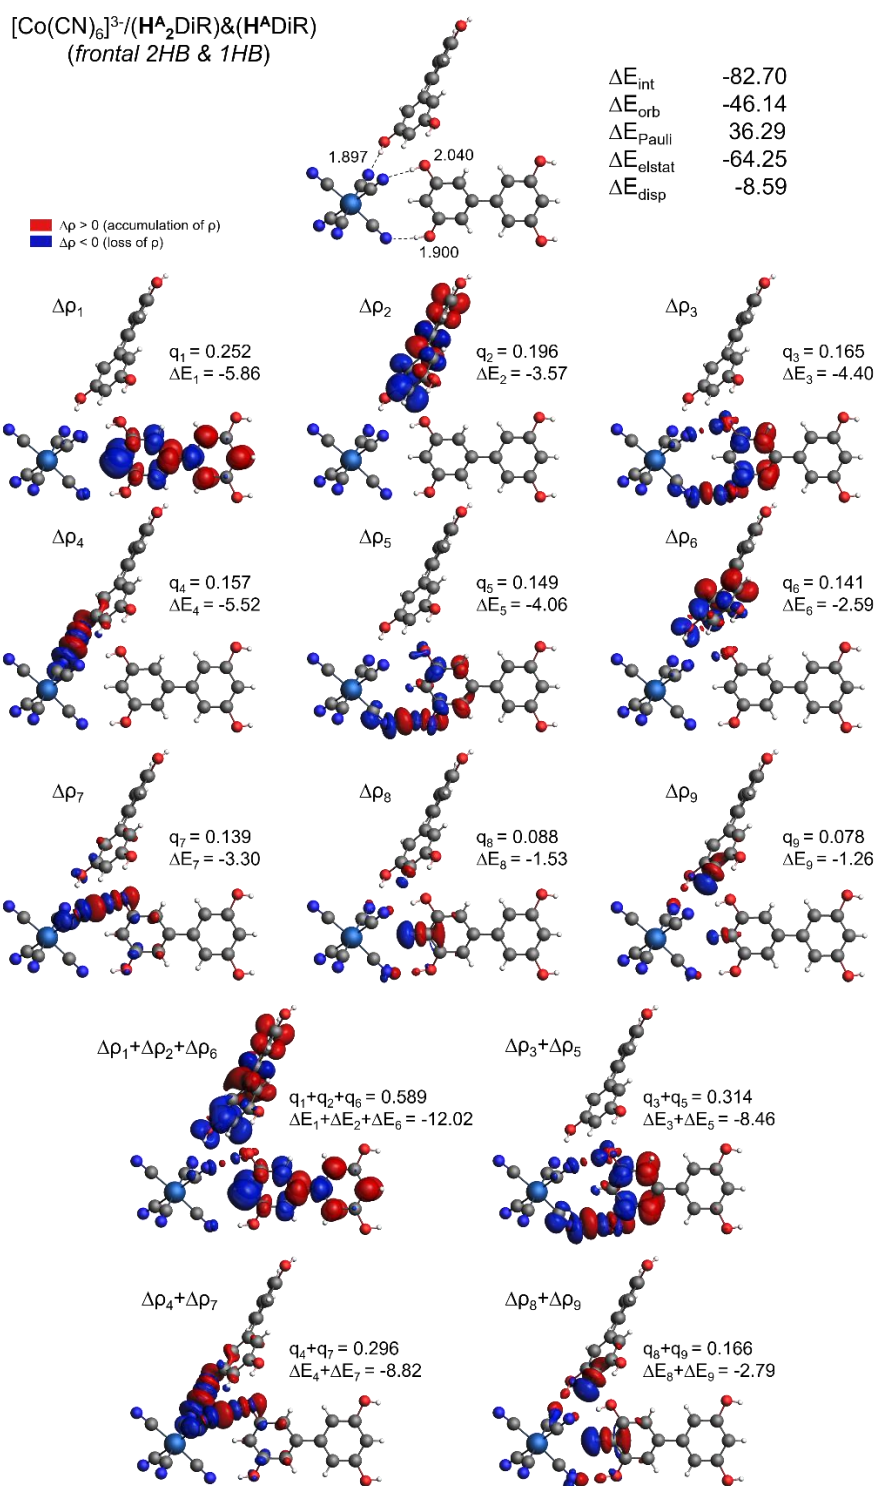 [Co(CN)₆]³⁻/(Hᴬ₂DiR)&(HᴬDiR)
(frontal 2HB & 1HB)
ΔE_int -82.70
ΔE_orb -46.14
ΔE_Pauli 36.29
ΔE_elstat -64.25
ΔE_disp -8.59
1.897
2.040
1.900
Δρ > 0 (accumulation of ρ)
Δρ < 0 (loss of ρ)
Δρ₁
q₁ = 0.252
ΔE₁ = -5.86
Δρ₂
q₂ = 0.196
ΔE₂ = -3.57
Δρ₃
q₃ = 0.165
ΔE₃ = -4.40
Δρ₄
q₄ = 0.157
ΔE₄ = -5.52
Δρ₅
q₅ = 0.149
ΔE₅ = -4.06
Δρ₆
q₆ = 0.141
ΔE₆ = -2.59
Δρ₇
q₇ = 0.139
ΔE₇ = -3.30
Δρ₈
q₈ = 0.088
ΔE₈ = -1.53
Δρ₉
q₉ = 0.078
ΔE₉ = -1.26
Δρ₁+Δρ₂+Δρ₆
q₁+q₂+q₆ = 0.589
ΔE₁+ΔE₂+ΔE₆ = -12.02
Δρ₃+Δρ₅
q₃+q₅ = 0.314
ΔE₃+ΔE₅ = -8.46
Δρ₄+Δρ₇
q₄+q₇ = 0.296
ΔE₄+ΔE₇ = -8.82
Δρ₈+Δρ₉
q₈+q₉ = 0.166
ΔE₈+ΔE₉ = -2.79